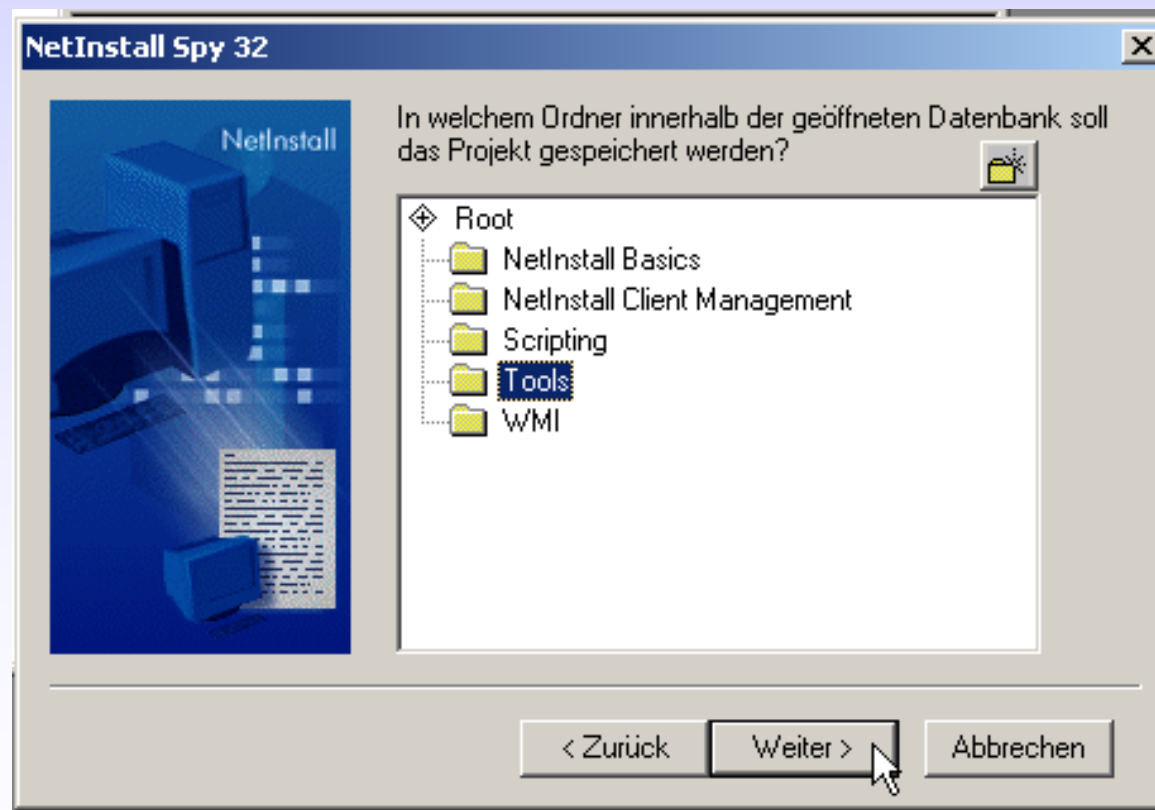 NetInstall Spy 32
NetInstall
In welchem Ordner innerhalb der geöffneten Datenbank soll
das Projekt gespeichert werden?
Root
NetInstall Basics
NetInstall Client Management
Scripting
Tools
WMI
< Zurück
Weiter >
Abbrechen